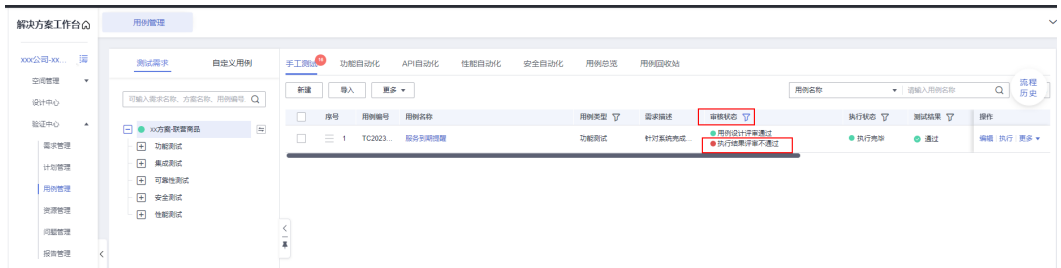 解决方案工作台
用例管理
xxx公司-xx...
空间管理
设计中心
验证中心
需求管理
计划管理
用例管理
资源管理
问题管理
报告管理
测试需求 自定义用例
可输入需求名称、方案名称、用例编号
xx方案-联营商品
功能测试
集成测试
可靠性测试
安全测试
性能测试
手工测试 功能自动化 API自动化 性能自动化 安全自动化 用例总览 用例回收站
新建 导入 更多 用例名称 请输入用例名称
流程
历史
序号 用例编号 用例名称 用例类型 需求描述 审核状态 执行状态 测试结果 操作
1 TC2023... 服务到期提醒 功能测试 针对系统完成... 用例设计评审通过 执行完毕 通过 编辑 执行 更多
执行结果评审不通过